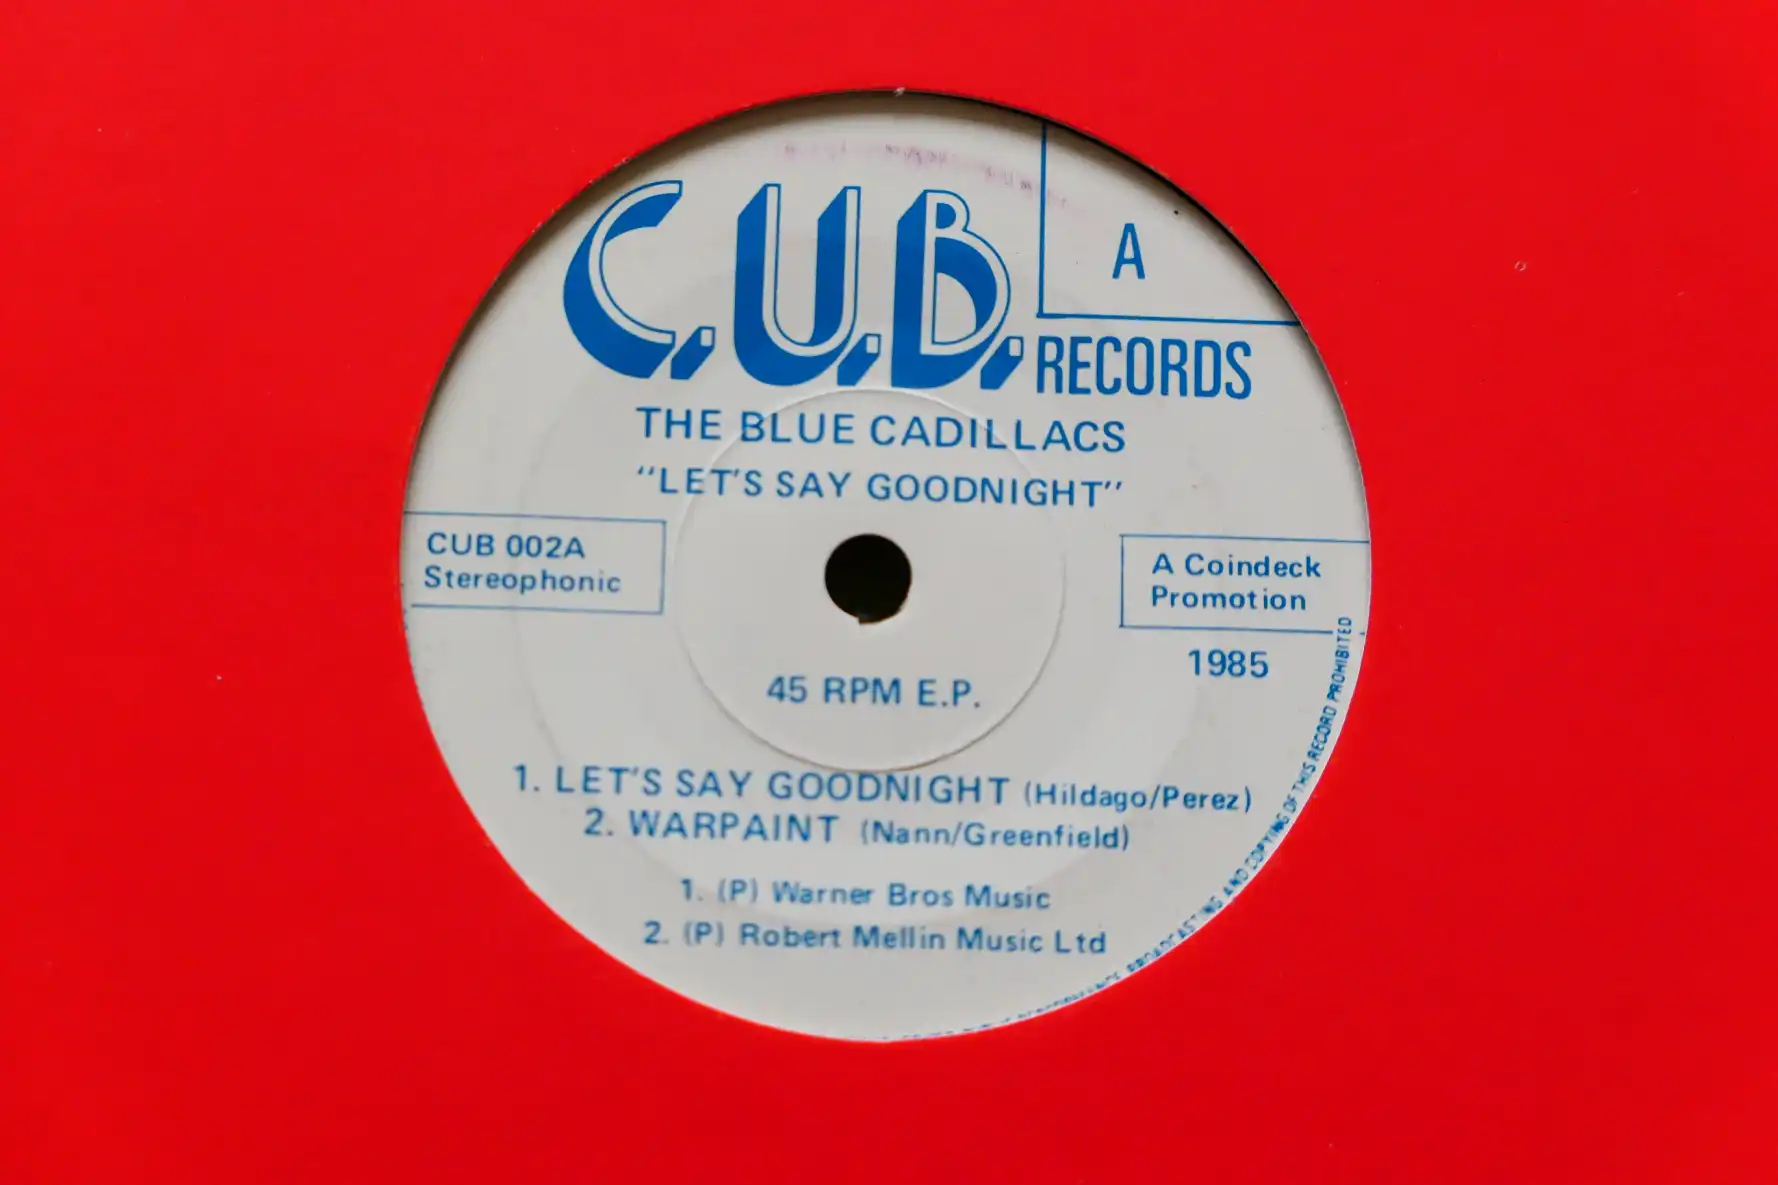 C.U.B. RECORDS
A
THE BLUE CADILLACS
"LET'S SAY GOODNIGHT"
CUB 002A
Stereophonic
A Coindeck
Promotion
1985
45 RPM E.P.
1. LET'S SAY GOODNIGHT (Hildago/Perez)
2. WARPAINT (Nann/Greenfield)
1. (P) Warner Bros Music
2. (P) Robert Mellin Music Ltd
BROADCASTING AND COPYING OF THIS RECORD PROHIBITED